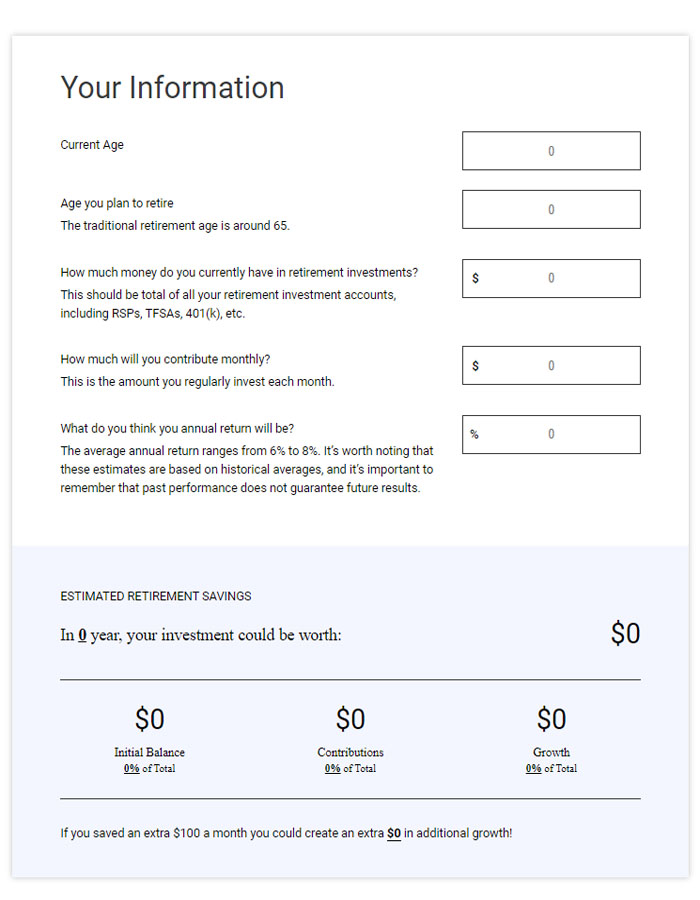 Your Information
Current Age
0
Age you plan to retire
0
The traditional retirement age is around 65.
How much money do you currently have in retirement investments?
$ 0
This should be total of all your retirement investment accounts,
including RSPs, TFSAs, 401(k), etc.
How much will you contribute monthly?
$ 0
This is the amount you regularly invest each month.
What do you think you annual return will be?
% 0
The average annual return ranges from 6% to 8%. It’s worth noting that
these estimates are based on historical averages, and it’s important to
remember that past performance does not guarantee future results.
ESTIMATED RETIREMENT SAVINGS
In 0 year, your investment could be worth: $0
$0 $0 $0
Initial Balance Contributions Growth
0% of Total 0% of Total 0% of Total
If you saved an extra $100 a month you could create an extra $0 in additional growth!